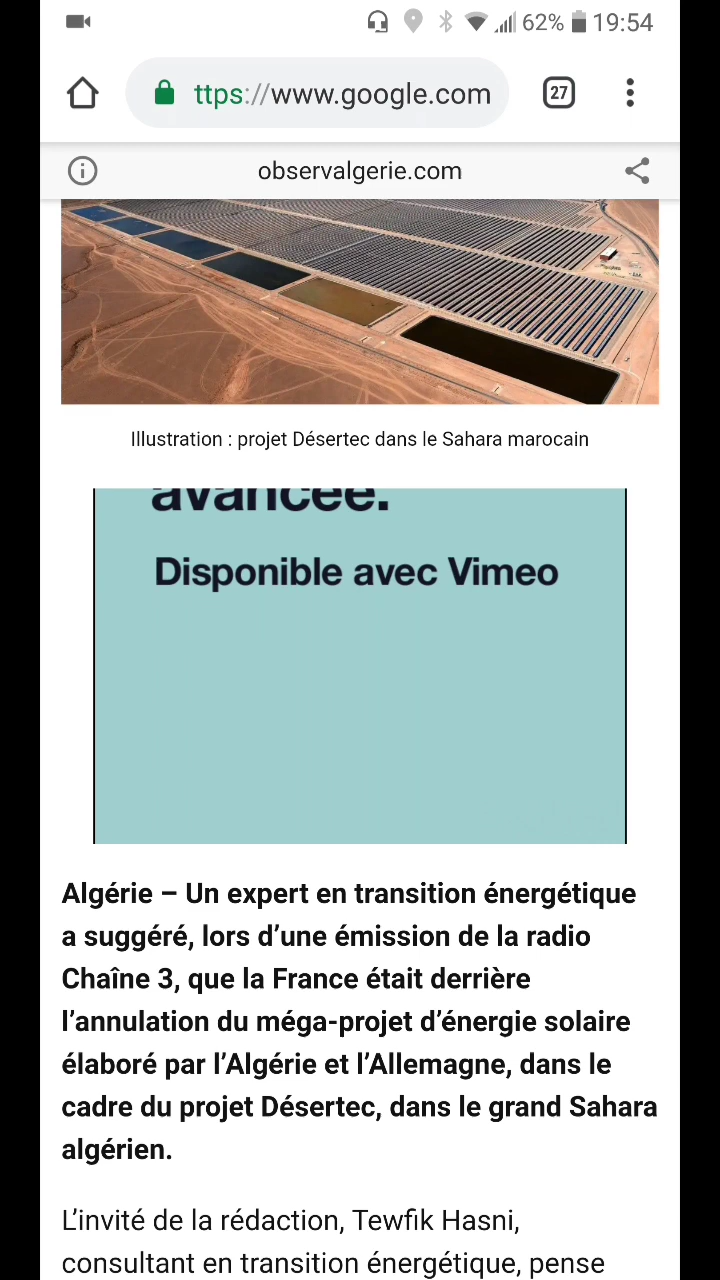 62% 19:54
ttps://www.google.com 27
observalgerie.com
Illustration : projet Désertec dans le Sahara marocain
avancée.
Disponible avec Vimeo
Algérie – Un expert en transition énergétique
a suggéré, lors d’une émission de la radio
Chaîne 3, que la France était derrière
l’annulation du méga-projet d’énergie solaire
élaboré par l’Algérie et l’Allemagne, dans le
cadre du projet Désertec, dans le grand Sahara
algérien.
L’invité de la rédaction, Tewfik Hasni,
consultant en transition énergétique, pense